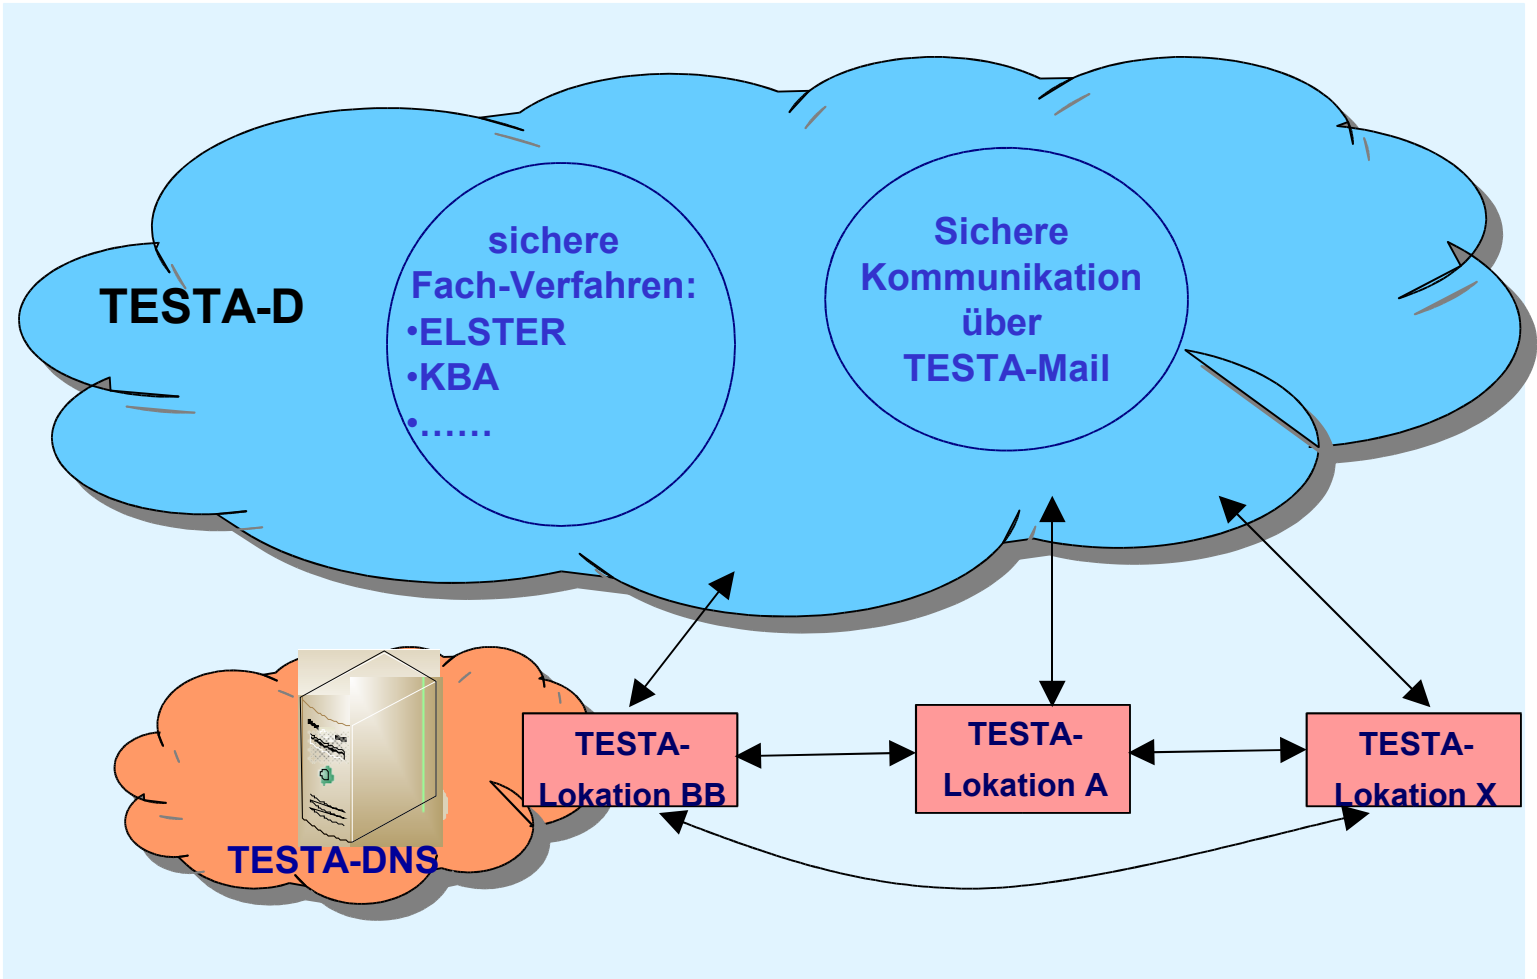 TESTA-D
sichere
Fach-Verfahren:
•ELSTER
•KBA
•……
Sichere
Kommunikation
über
TESTA-Mail
TESTA-DNS
TESTA-
Lokation BB
TESTA-
Lokation A
TESTA-
Lokation X